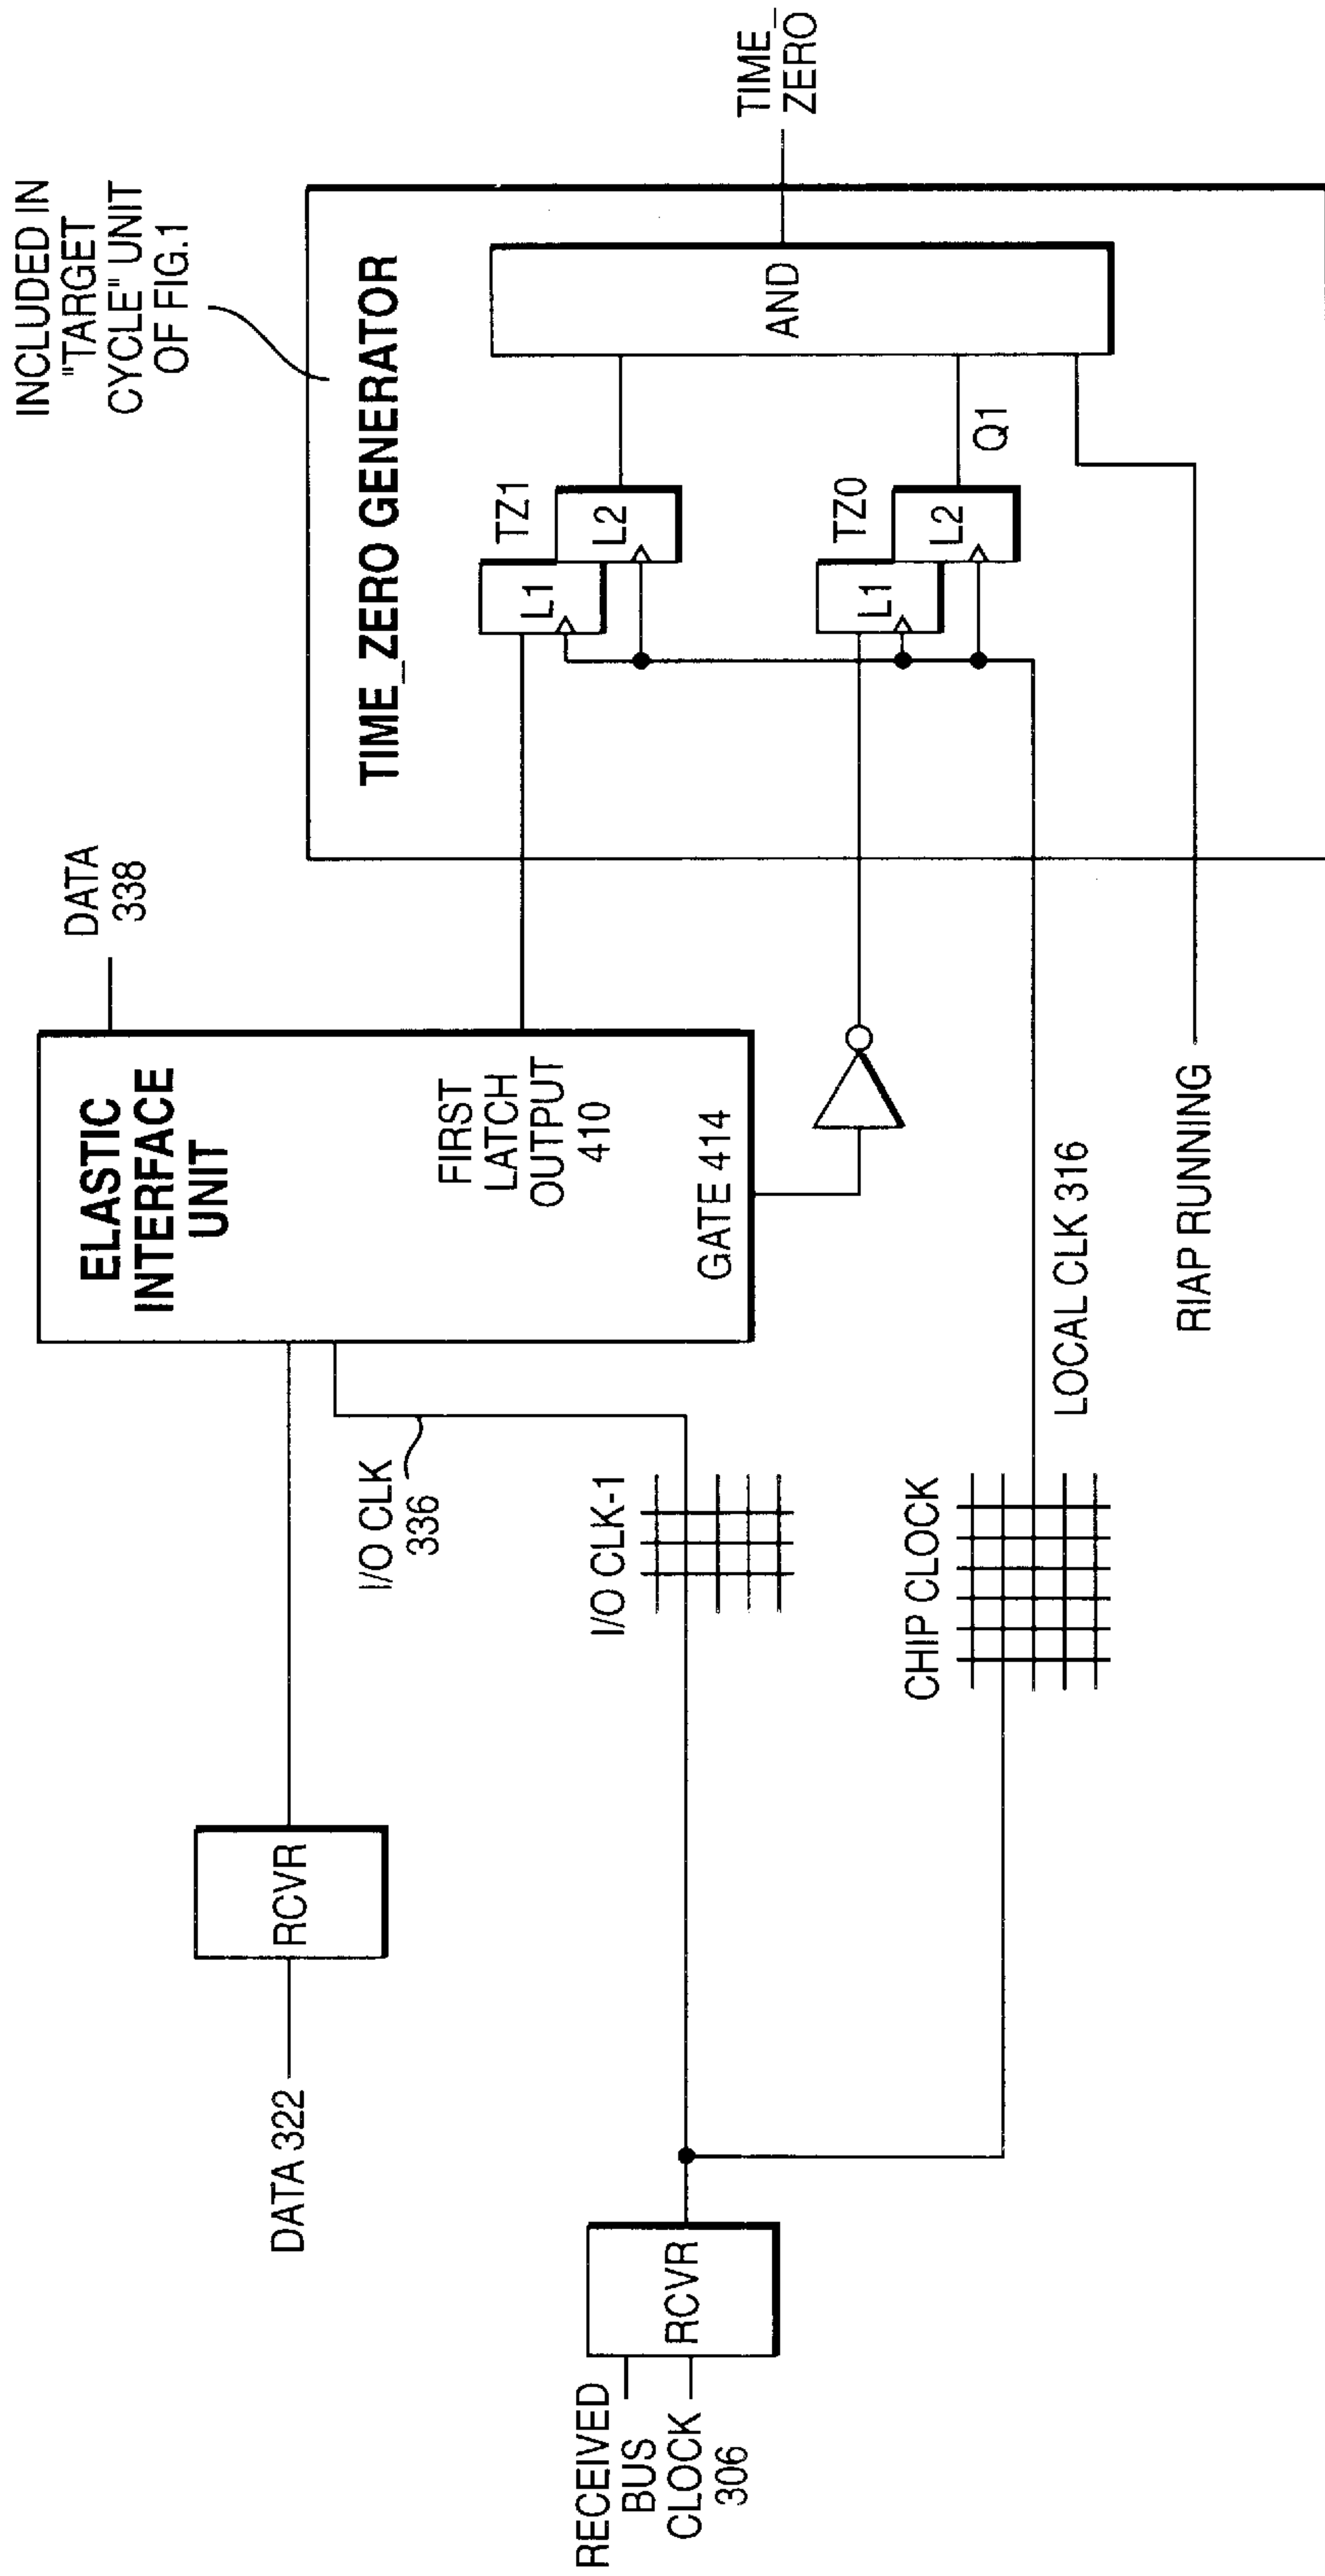 INCLUDED IN
"TARGET
CYCLE" UNIT
OF FIG.1
TIME_
ZERO
TIME_ZERO GENERATOR
AND
TZ1
L1
L2
TZ0
L1
L2
Q1
DATA
338
ELASTIC
INTERFACE
UNIT
FIRST
LATCH
OUTPUT
410
GATE 414
I/O CLK
336
I/O CLK-1
CHIP CLOCK
LOCAL CLK 316
RIAP RUNNING
RCVR
DATA 322
RCVR
RECEIVED
BUS
CLOCK
306